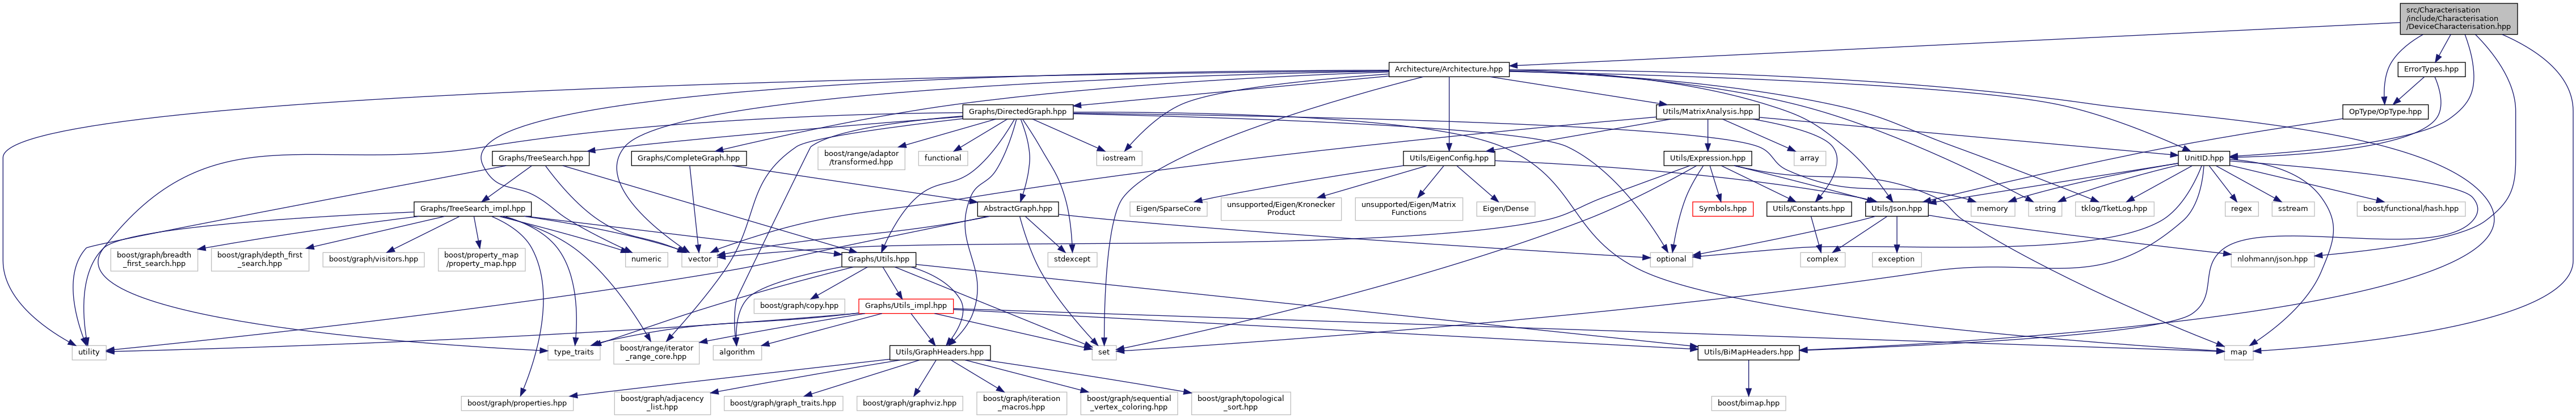 src/Characterisation
/include/Characterisation
/DeviceCharacterisation.hpp
Architecture/Architecture.hpp
ErrorTypes.hpp
Graphs/DirectedGraph.hpp
Utils/MatrixAnalysis.hpp
OpType/OpType.hpp
Graphs/TreeSearch.hpp
Graphs/CompleteGraph.hpp
boost/range/adaptor
/transformed.hpp
functional
iostream
Utils/EigenConfig.hpp
Utils/Expression.hpp
array
UnitID.hpp
Graphs/TreeSearch_impl.hpp
AbstractGraph.hpp
Eigen/SparseCore
unsupported/Eigen/Kronecker
Product
unsupported/Eigen/Matrix
Functions
Eigen/Dense
Symbols.hpp
Utils/Constants.hpp
Utils/Json.hpp
memory
string
tklog/TketLog.hpp
regex
sstream
boost/functional/hash.hpp
boost/graph/breadth
_first_search.hpp
boost/graph/depth_first
_search.hpp
boost/graph/visitors.hpp
boost/property_map
/property_map.hpp
numeric
vector
Graphs/Utils.hpp
stdexcept
optional
complex
exception
nlohmann/json.hpp
boost/graph/copy.hpp
Graphs/Utils_impl.hpp
utility
type_traits
boost/range/iterator
_range_core.hpp
algorithm
Utils/GraphHeaders.hpp
set
Utils/BiMapHeaders.hpp
map
boost/graph/properties.hpp
boost/graph/adjacency
_list.hpp
boost/graph/graph_traits.hpp
boost/graph/graphviz.hpp
boost/graph/iteration
_macros.hpp
boost/graph/sequential
_vertex_coloring.hpp
boost/graph/topological
_sort.hpp
boost/bimap.hpp